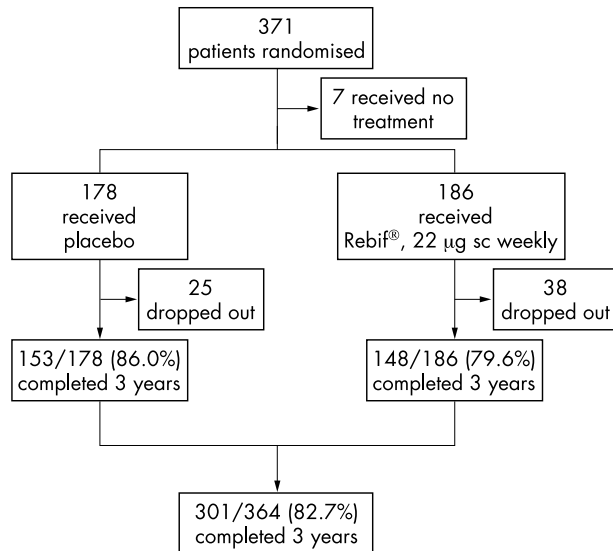 371
patients randomised
7 received no
treatment
178
received
placebo
186
received
Rebif®, 22 µg sc weekly
25
dropped out
38
dropped out
153/178 (86.0%)
completed 3 years
148/186 (79.6%)
completed 3 years
301/364 (82.7%)
completed 3 years